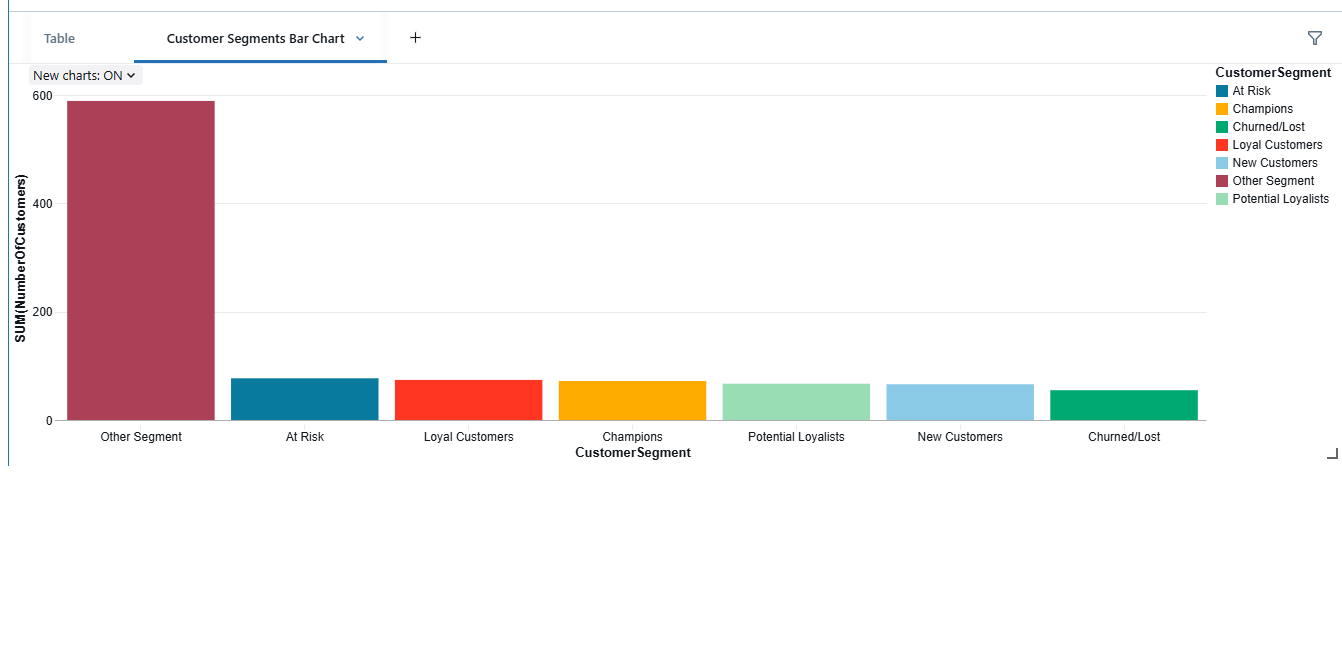 Table
Customer Segments Bar Chart
+
New charts: ON
CustomerSegment
At Risk
Champions
Churned/Lost
Loyal Customers
New Customers
Other Segment
Potential Loyalists
SUM(NumberOfCustomers)
600
400
200
0
Other Segment
At Risk
Loyal Customers
Champions
Potential Loyalists
New Customers
Churned/Lost
CustomerSegment